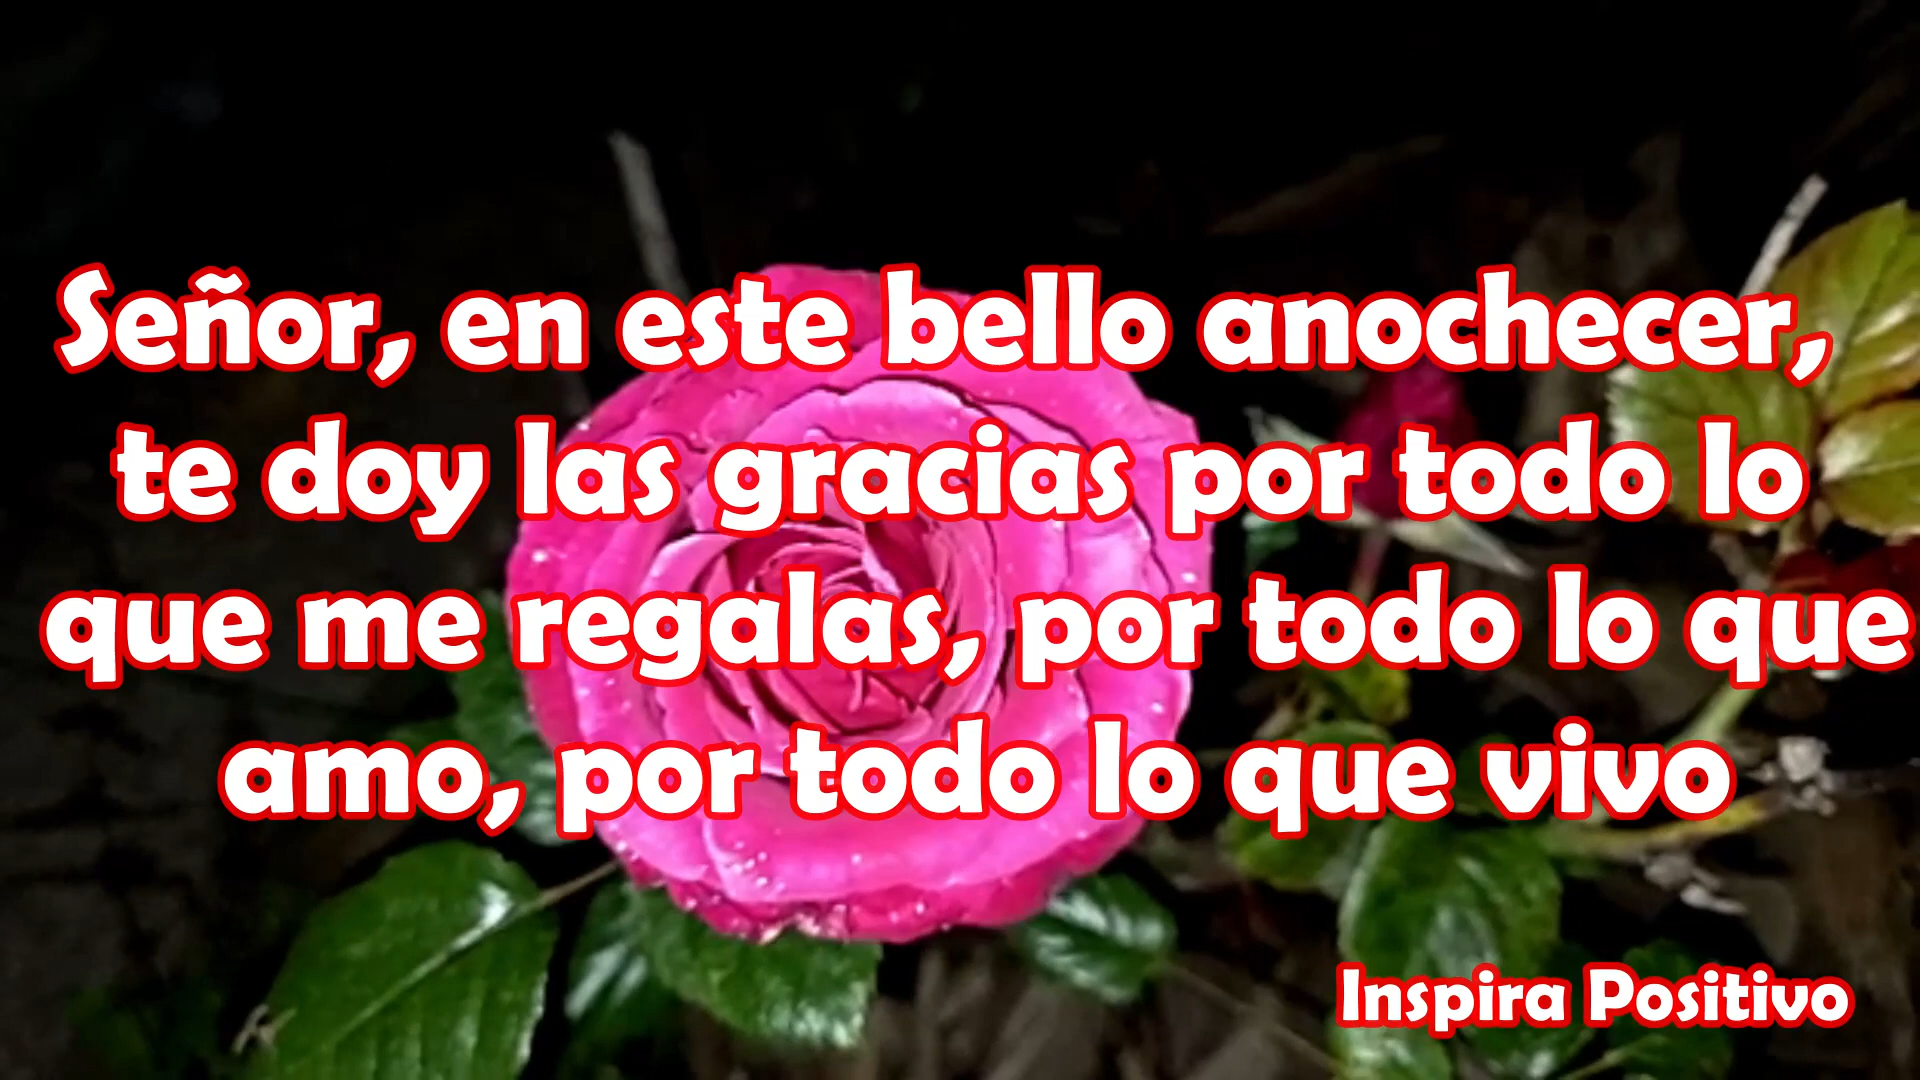 Señor, en este bello anochecer,
te doy las gracias por todo lo
que me regalas, por todo lo que
amo, por todo lo que vivo
Inspira Positivo